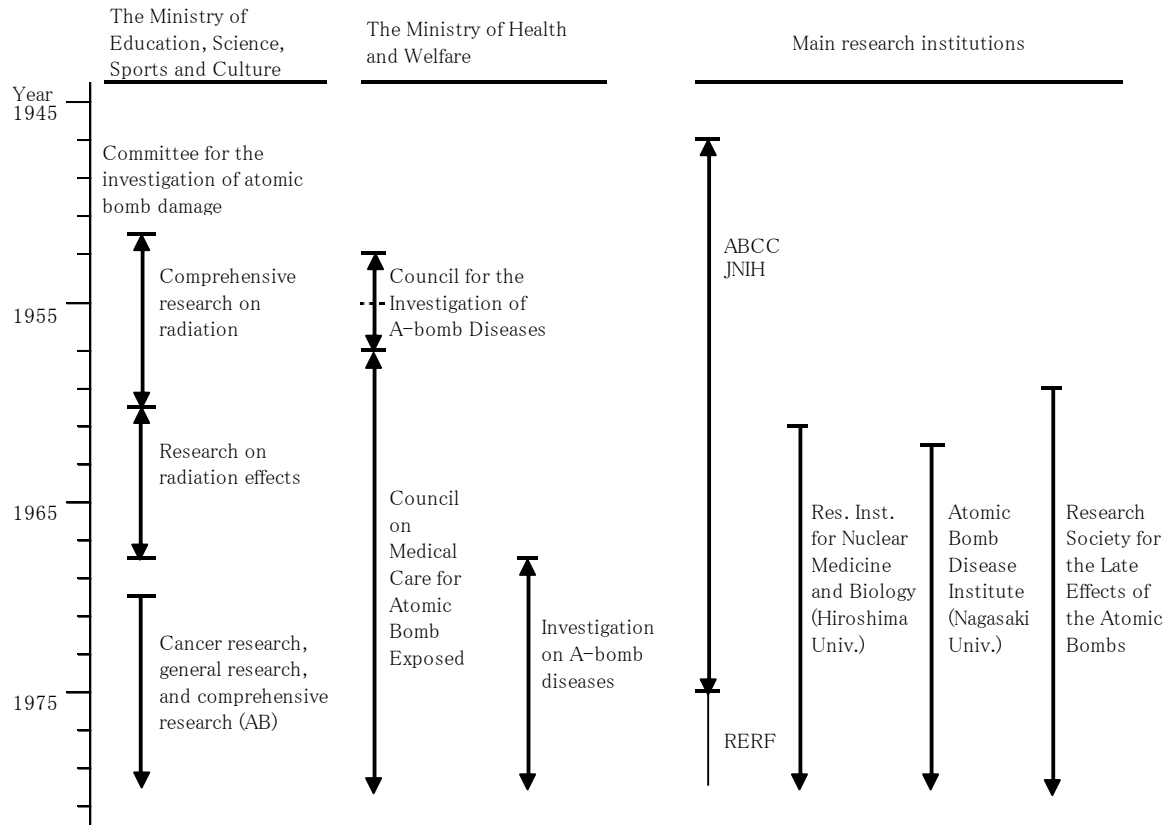 The Ministry of
Education, Science,
Sports and Culture
The Ministry of Health
and Welfare
Main research institutions
Year
1945
Committee for the
investigation of atomic
bomb damage
Comprehensive
research on
radiation
1955
Research on
radiation effects
1965
Cancer research,
general research,
and comprehensive
research (AB)
1975
Council for the
Investigation of
A-bomb Diseases
Council
on
Medical
Care for
Atomic
Bomb
Exposed
Investigation
on A-bomb
diseases
ABCC
JNIH
RERF
Res. Inst.
for Nuclear
Medicine
and Biology
(Hiroshima
Univ.)
Atomic
Bomb
Disease
Institute
(Nagasaki
Univ.)
Research
Society for
the Late
Effects of
the Atomic
Bombs